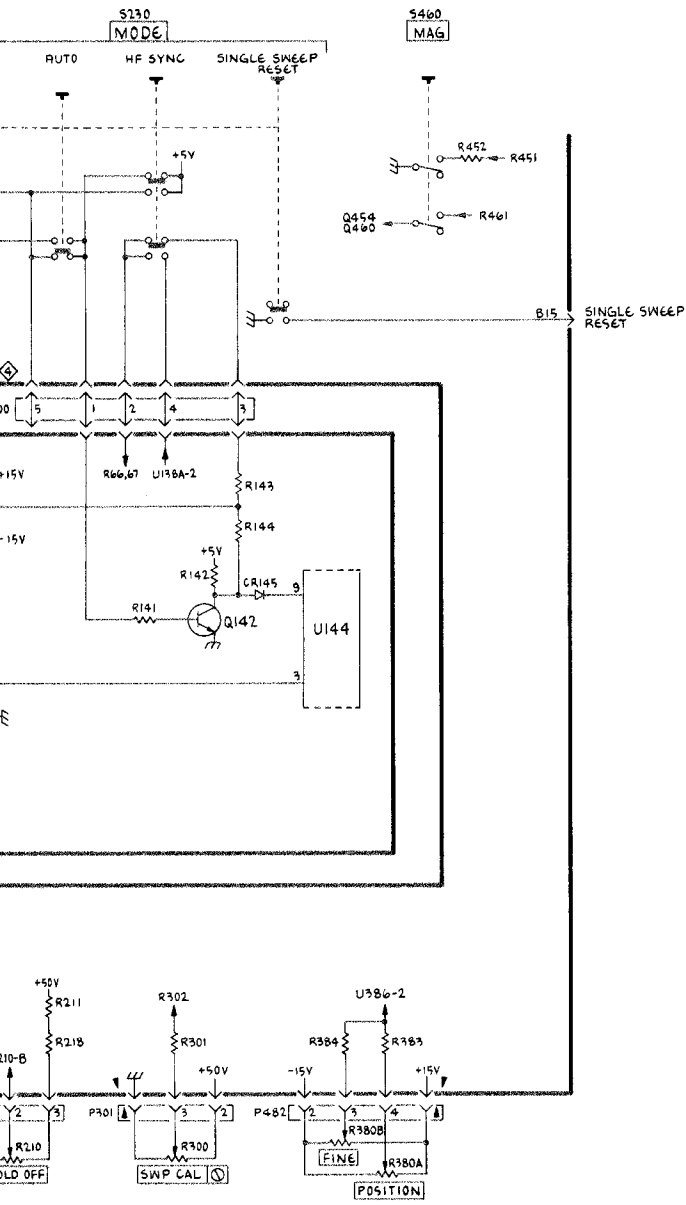 S230
MODE
S460
MAG
AUTO
HF SYNC
SINGLE SWEEP
RESET
+5V
R452
R451
Q454
Q460
R461
B15
SINGLE SWEEP
RESET
4
00
5
1
2
4
3
+15V
R66,67
U138A-2
R143
-15V
R144
+5V
R142
CR145
9
R141
Q142
U144
3
+50V
R211
R302
U386-2
R218
R301
R384
R383
210-B
+50V
-15V
+15V
2
3
P301
3
2
P482
2
3
4
R210
R300
R380B
FINE
R380A
OLD OFF
SWP CAL
POSITION